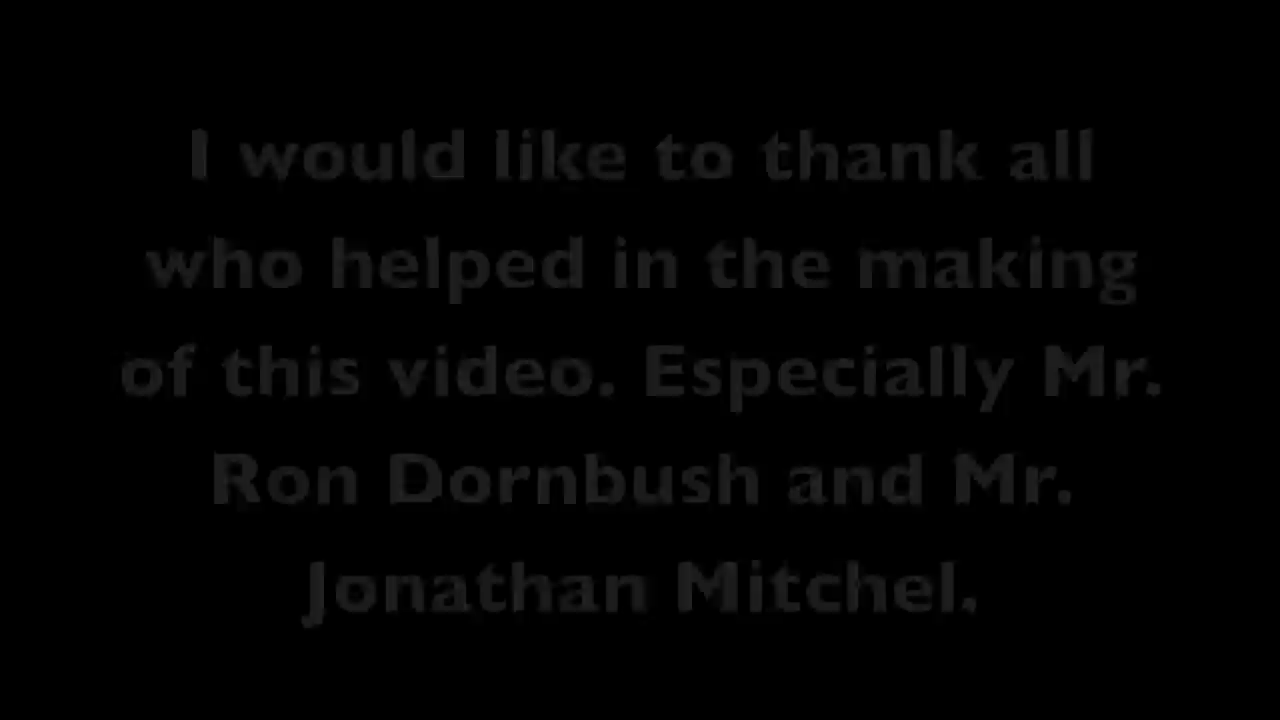 I would like to thank all
who helped in the making
of this video. Especially Mr.
Ron Dornbush and Mr.
Jonathan Mitchel.